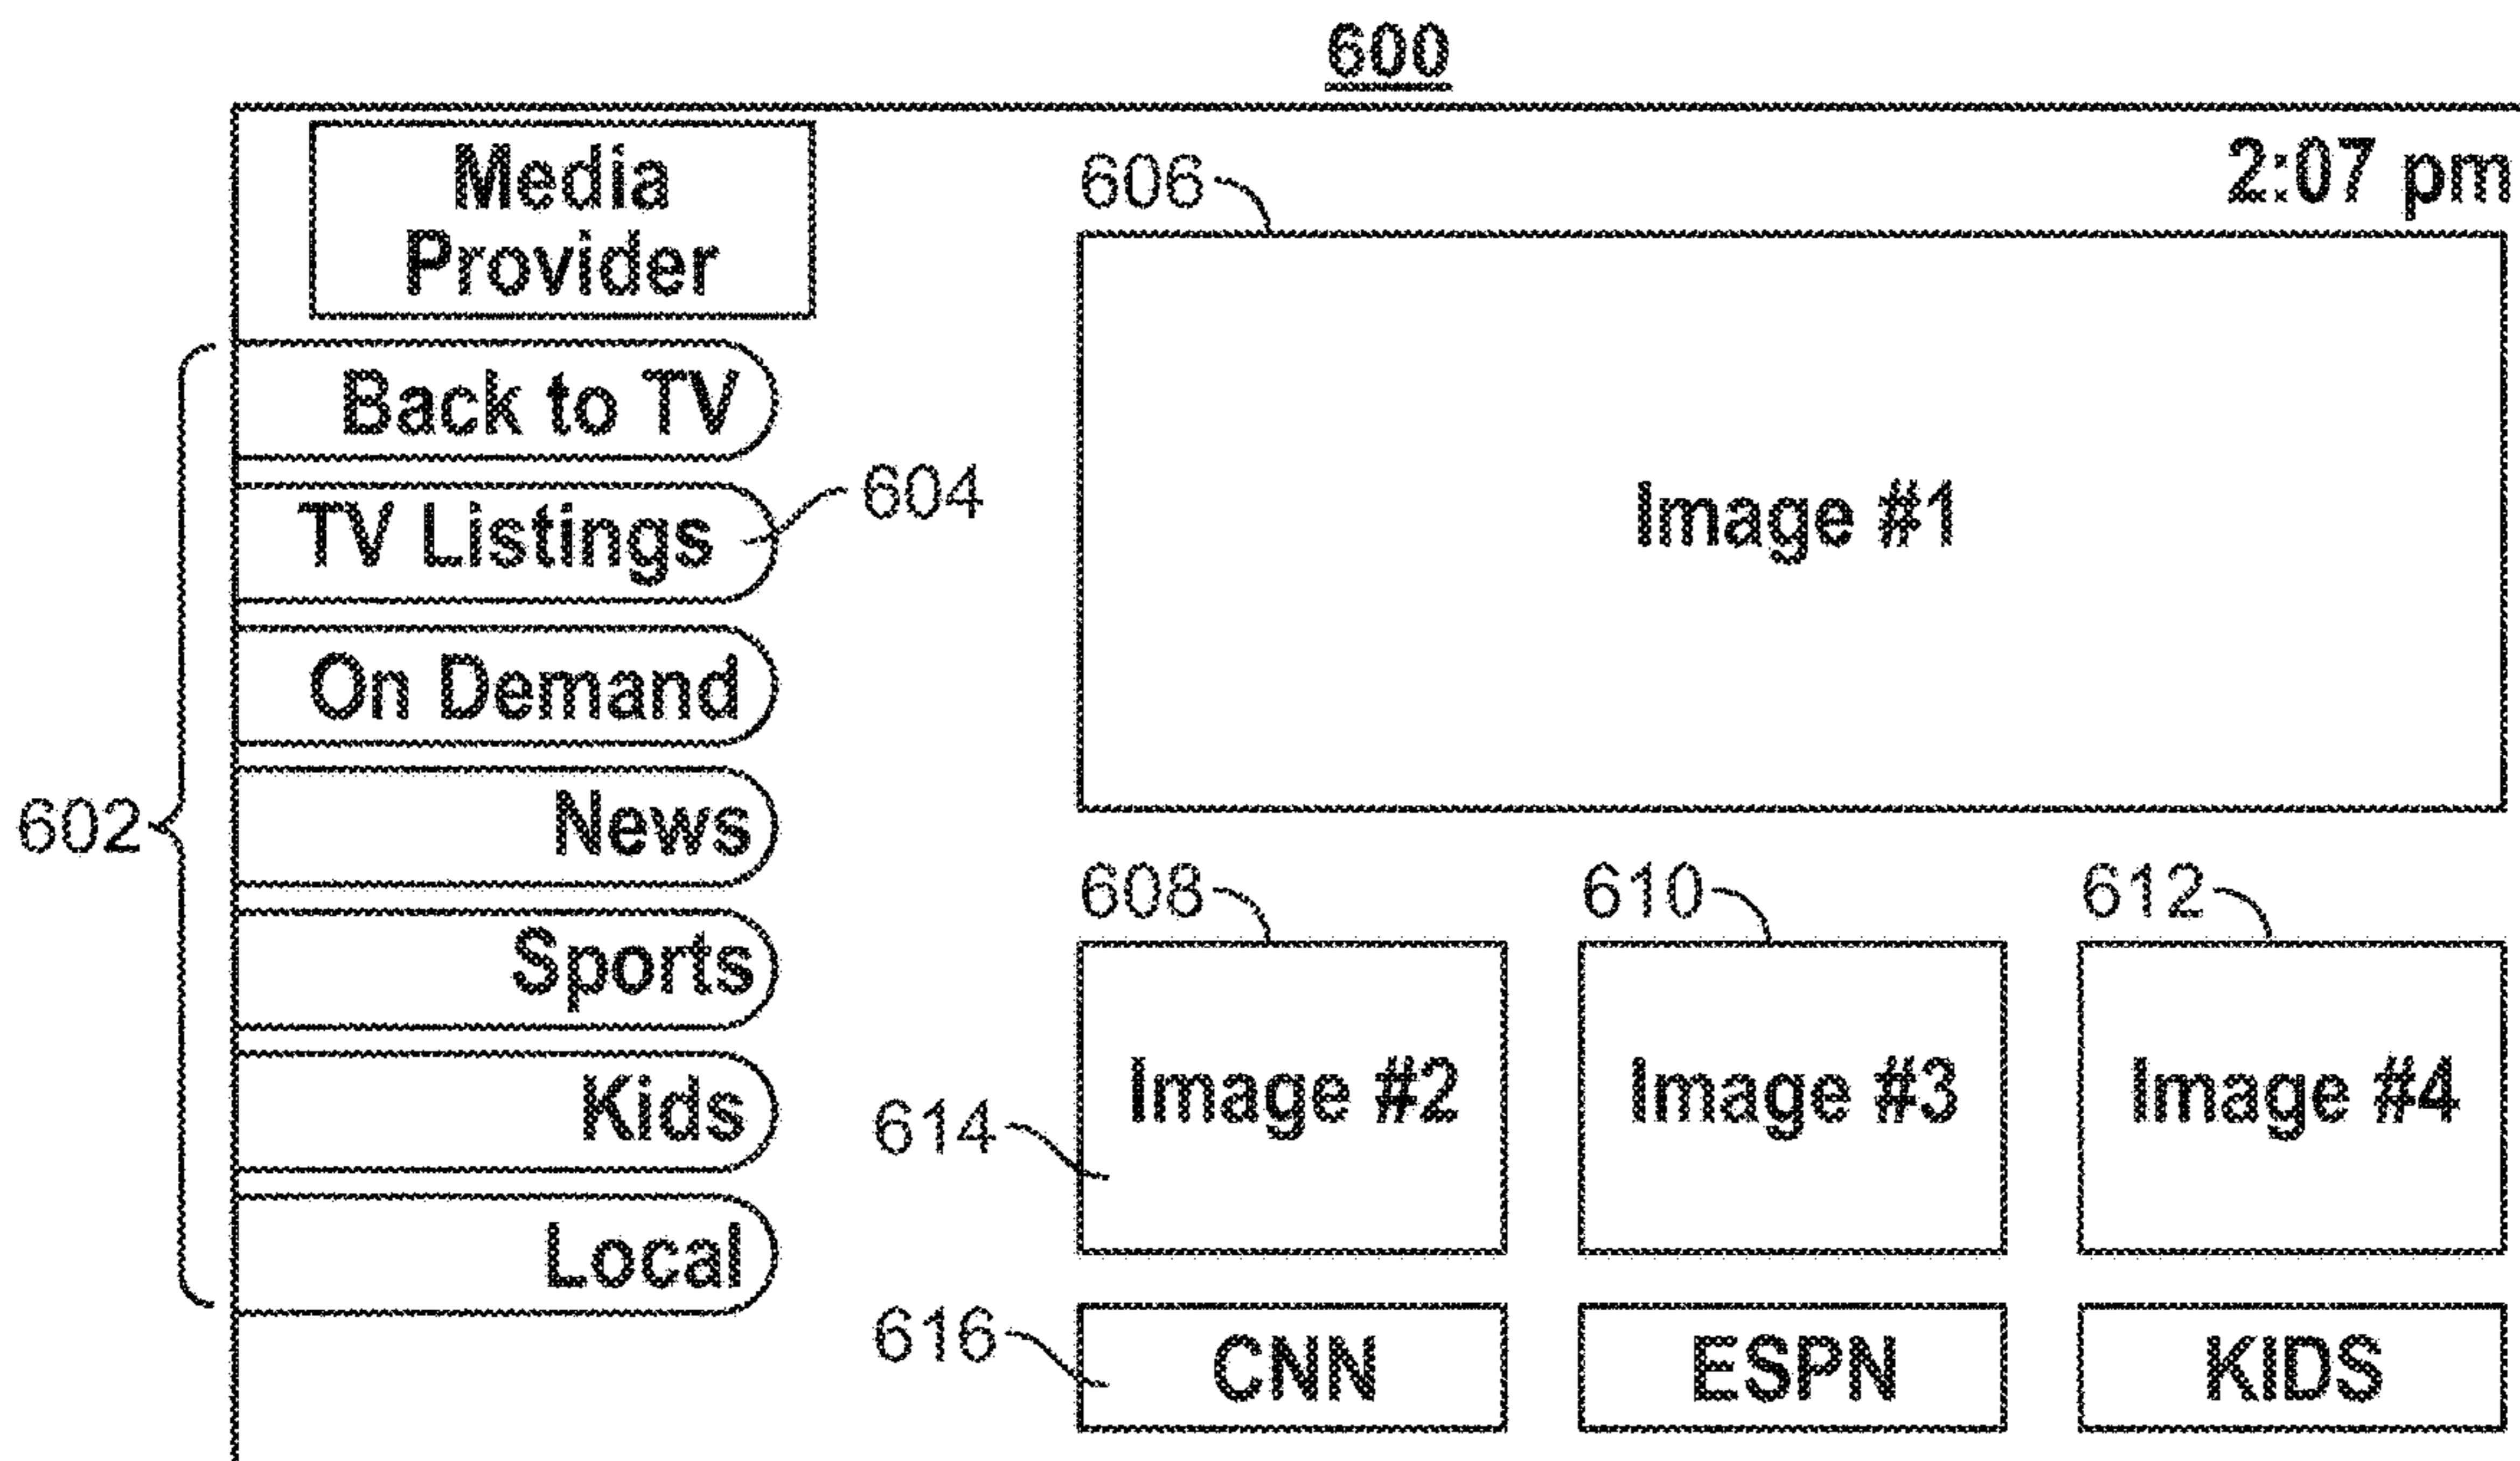 600
Media
Provider
2:07 pm
606
Back to TV
TV Listings
604
Image #1
On Demand
602
News
608
610
612
Sports
Kids
Image #2
Image #3
Image #4
614
Local
616
CNN
ESPN
KIDS